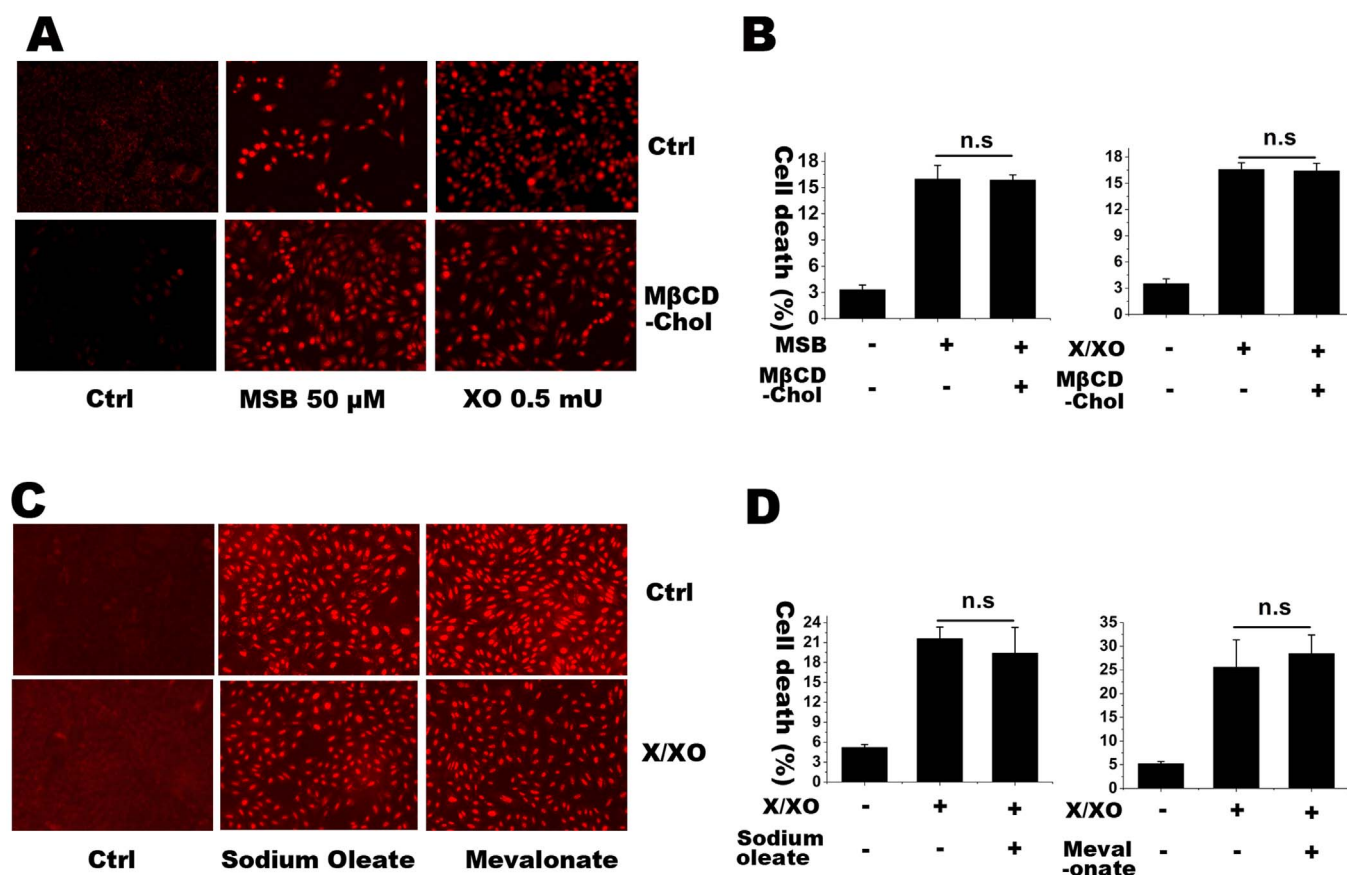 A
Ctrl
MβCD
-Chol
Ctrl
MSB 50 µM
XO 0.5 mU
B
Cell death (%)
18
15
12
9
6
3
0
n.s
MSB
- + +
MβCD
-Chol
- - +
18
15
12
9
6
3
0
n.s
X/XO
- + +
MβCD
-Chol
- - +
C
Ctrl
X/XO
Ctrl
Sodium Oleate
Mevalonate
D
Cell death (%)
24
21
18
15
12
9
6
3
0
n.s
X/XO
- + +
Sodium
oleate
- - +
35
30
25
20
15
10
5
0
n.s
X/XO
- + +
Meval
-onate
- - +